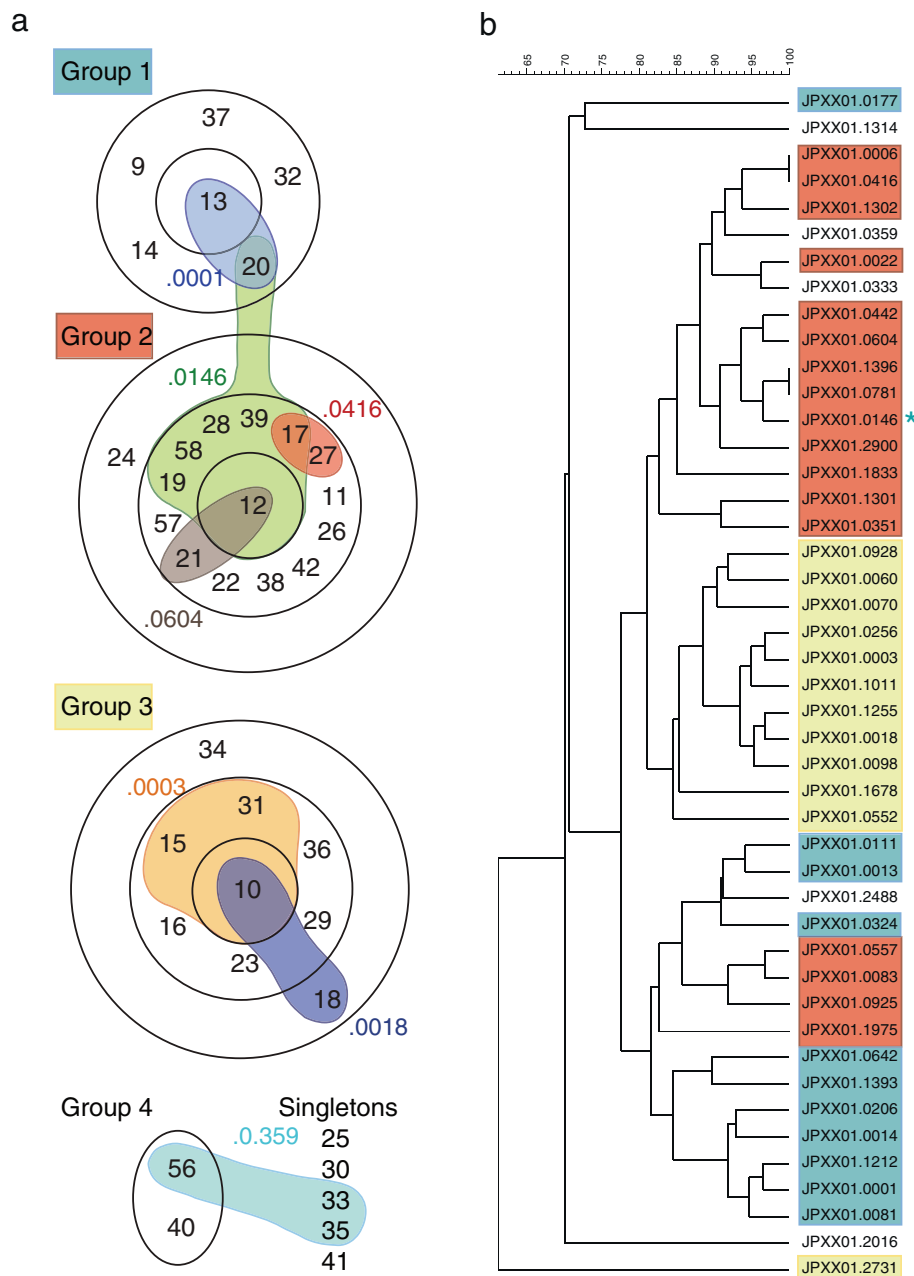 a
Group 1
37
9
32
13
14
20
.0001
Group 2
.0146
.0416
28
39
17
24
58
27
19
11
12
57
26
21
42
22
38
.0604
Group 3
34
.0003
31
15
36
10
16
29
23
18
.0018
Group 4
Singletons
.0.359
25
56
30
33
40
35
41
b
65
70
75
80
85
90
95
100
JPXX01.0177
JPXX01.1314
JPXX01.0006
JPXX01.0416
JPXX01.1302
JPXX01.0359
JPXX01.0022
JPXX01.0333
JPXX01.0442
JPXX01.0604
JPXX01.1396
JPXX01.0781
JPXX01.0146 *
JPXX01.2900
JPXX01.1833
JPXX01.1301
JPXX01.0351
JPXX01.0928
JPXX01.0060
JPXX01.0070
JPXX01.0256
JPXX01.0003
JPXX01.1011
JPXX01.1255
JPXX01.0018
JPXX01.0098
JPXX01.1678
JPXX01.0552
JPXX01.0111
JPXX01.0013
JPXX01.2488
JPXX01.0324
JPXX01.0557
JPXX01.0083
JPXX01.0925
JPXX01.1975
JPXX01.0642
JPXX01.1393
JPXX01.0206
JPXX01.0014
JPXX01.1212
JPXX01.0001
JPXX01.0081
JPXX01.2016
JPXX01.2731